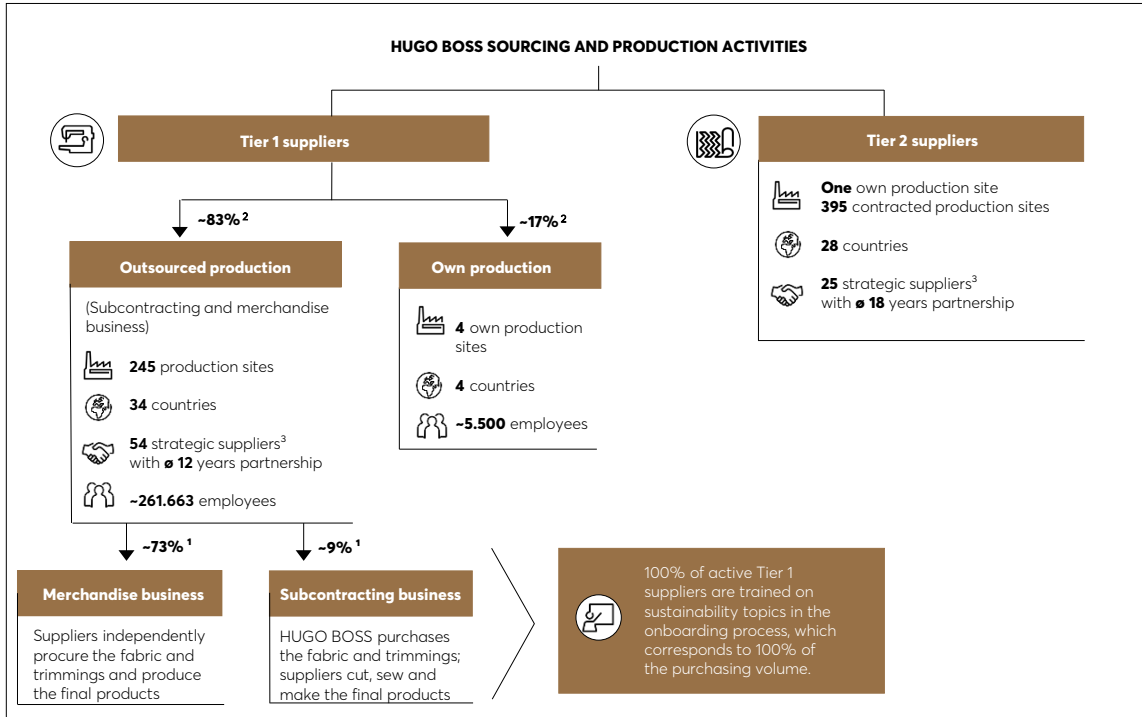 HUGO BOSS SOURCING AND PRODUCTION ACTIVITIES
Tier 1 suppliers
~83% ²
Outsourced production
(Subcontracting and merchandise
business)
245 production sites
34 countries
54 strategic suppliers³
with ø 12 years partnership
~261.663 employees
~17% ²
Own production
4 own production
sites
4 countries
~5.500 employees
~73% ¹
Merchandise business
Suppliers independently
procure the fabric and
trimmings and produce
the final products
~9% ¹
Subcontracting business
HUGO BOSS purchases
the fabric and trimmings;
suppliers cut, sew and
make the final products
100% of active Tier 1
suppliers are trained on
sustainability topics in the
onboarding process, which
corresponds to 100% of
the purchasing volume.
Tier 2 suppliers
One own production site
395 contracted production sites
28 countries
25 strategic suppliers³
with ø 18 years partnership